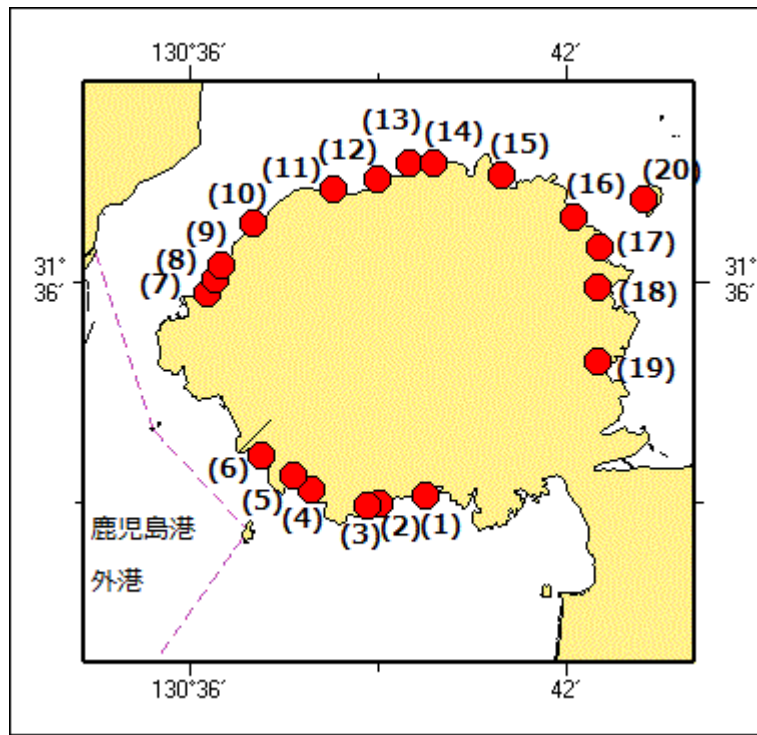 130°36′ 42′
(13) (14)
(12) (15)
(11) (20)
(10) (16)
(9) (17)
(8) 31° 31°
(7) 36′ (18) 36′
(19)
(6)
(5) (4) (3) (2) (1)
鹿児島港
外港
130°36′ 42′